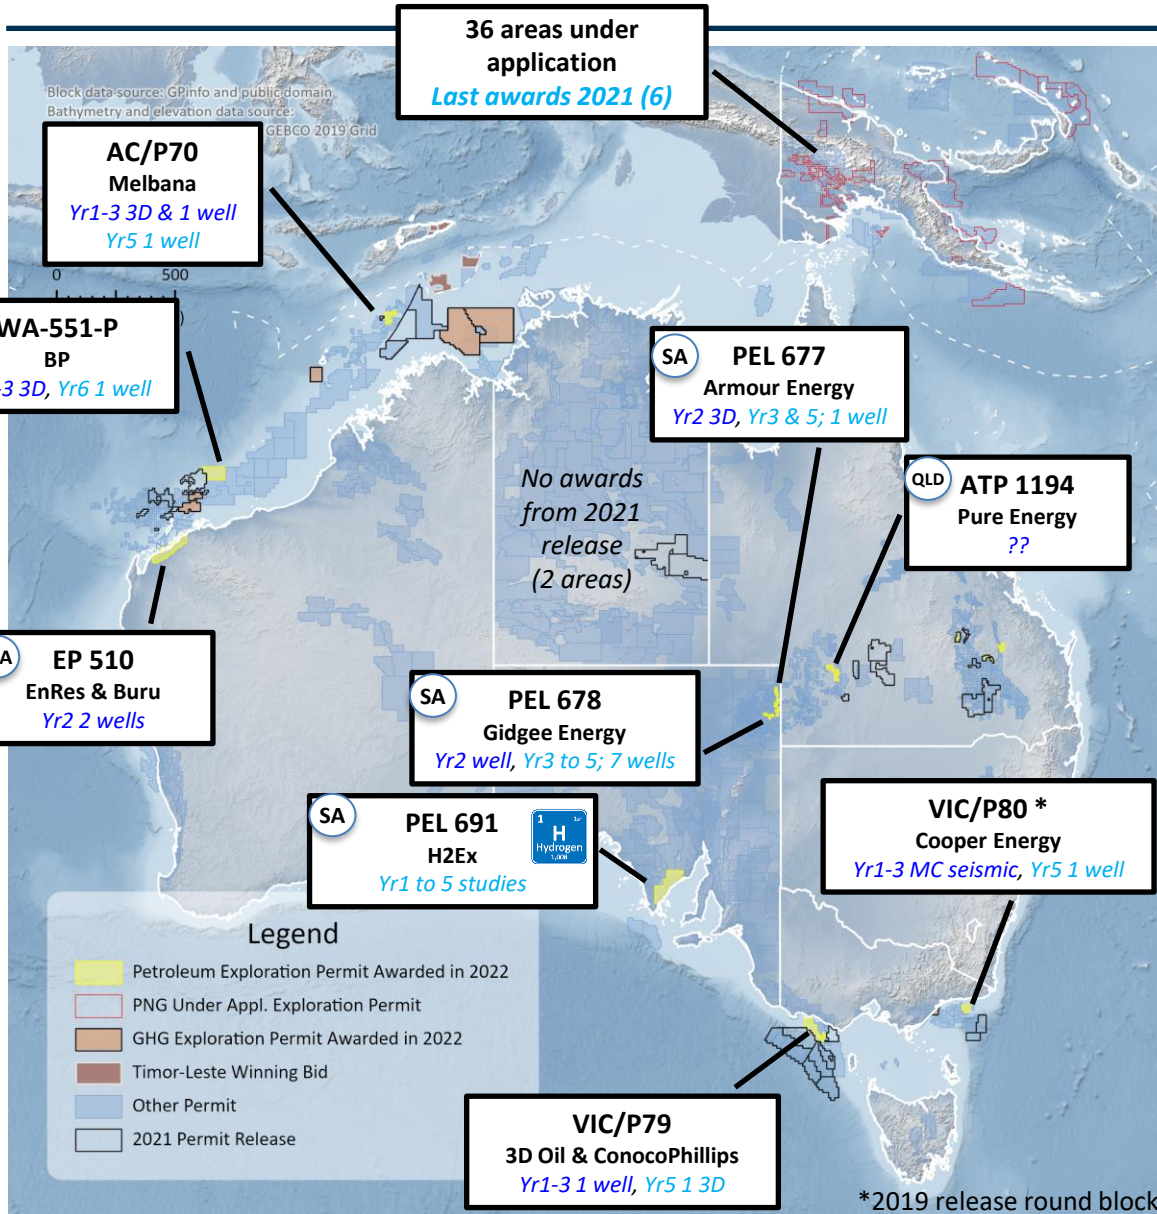 36 areas under
application
Last awards 2021 (6)
Block data source: GPinfo and public domain
Bathymetry and elevation data source:
GEBCO 2019 Grid
AC/P70
Melbana
Yr1-3 3D & 1 well
Yr5 1 well
0 500
WA-551-P
BP
-3 3D, Yr6 1 well
SA
PEL 677
Armour Energy
Yr2 3D, Yr3 & 5; 1 well
QLD
ATP 1194
Pure Energy
??
No awards
from 2021
release
(2 areas)
A
EP 510
EnRes & Buru
Yr2 2 wells
SA
PEL 678
Gidgee Energy
Yr2 well, Yr3 to 5; 7 wells
SA
PEL 691
H2Ex
Yr1 to 5 studies
1
H
Hydrogen
1.008
VIC/P80 *
Cooper Energy
Yr1-3 MC seismic, Yr5 1 well
Legend
Petroleum Exploration Permit Awarded in 2022
PNG Under Appl. Exploration Permit
GHG Exploration Permit Awarded in 2022
Timor-Leste Winning Bid
Other Permit
2021 Permit Release
VIC/P79
3D Oil & ConocoPhillips
Yr1-3 1 well, Yr5 1 3D
*2019 release round block